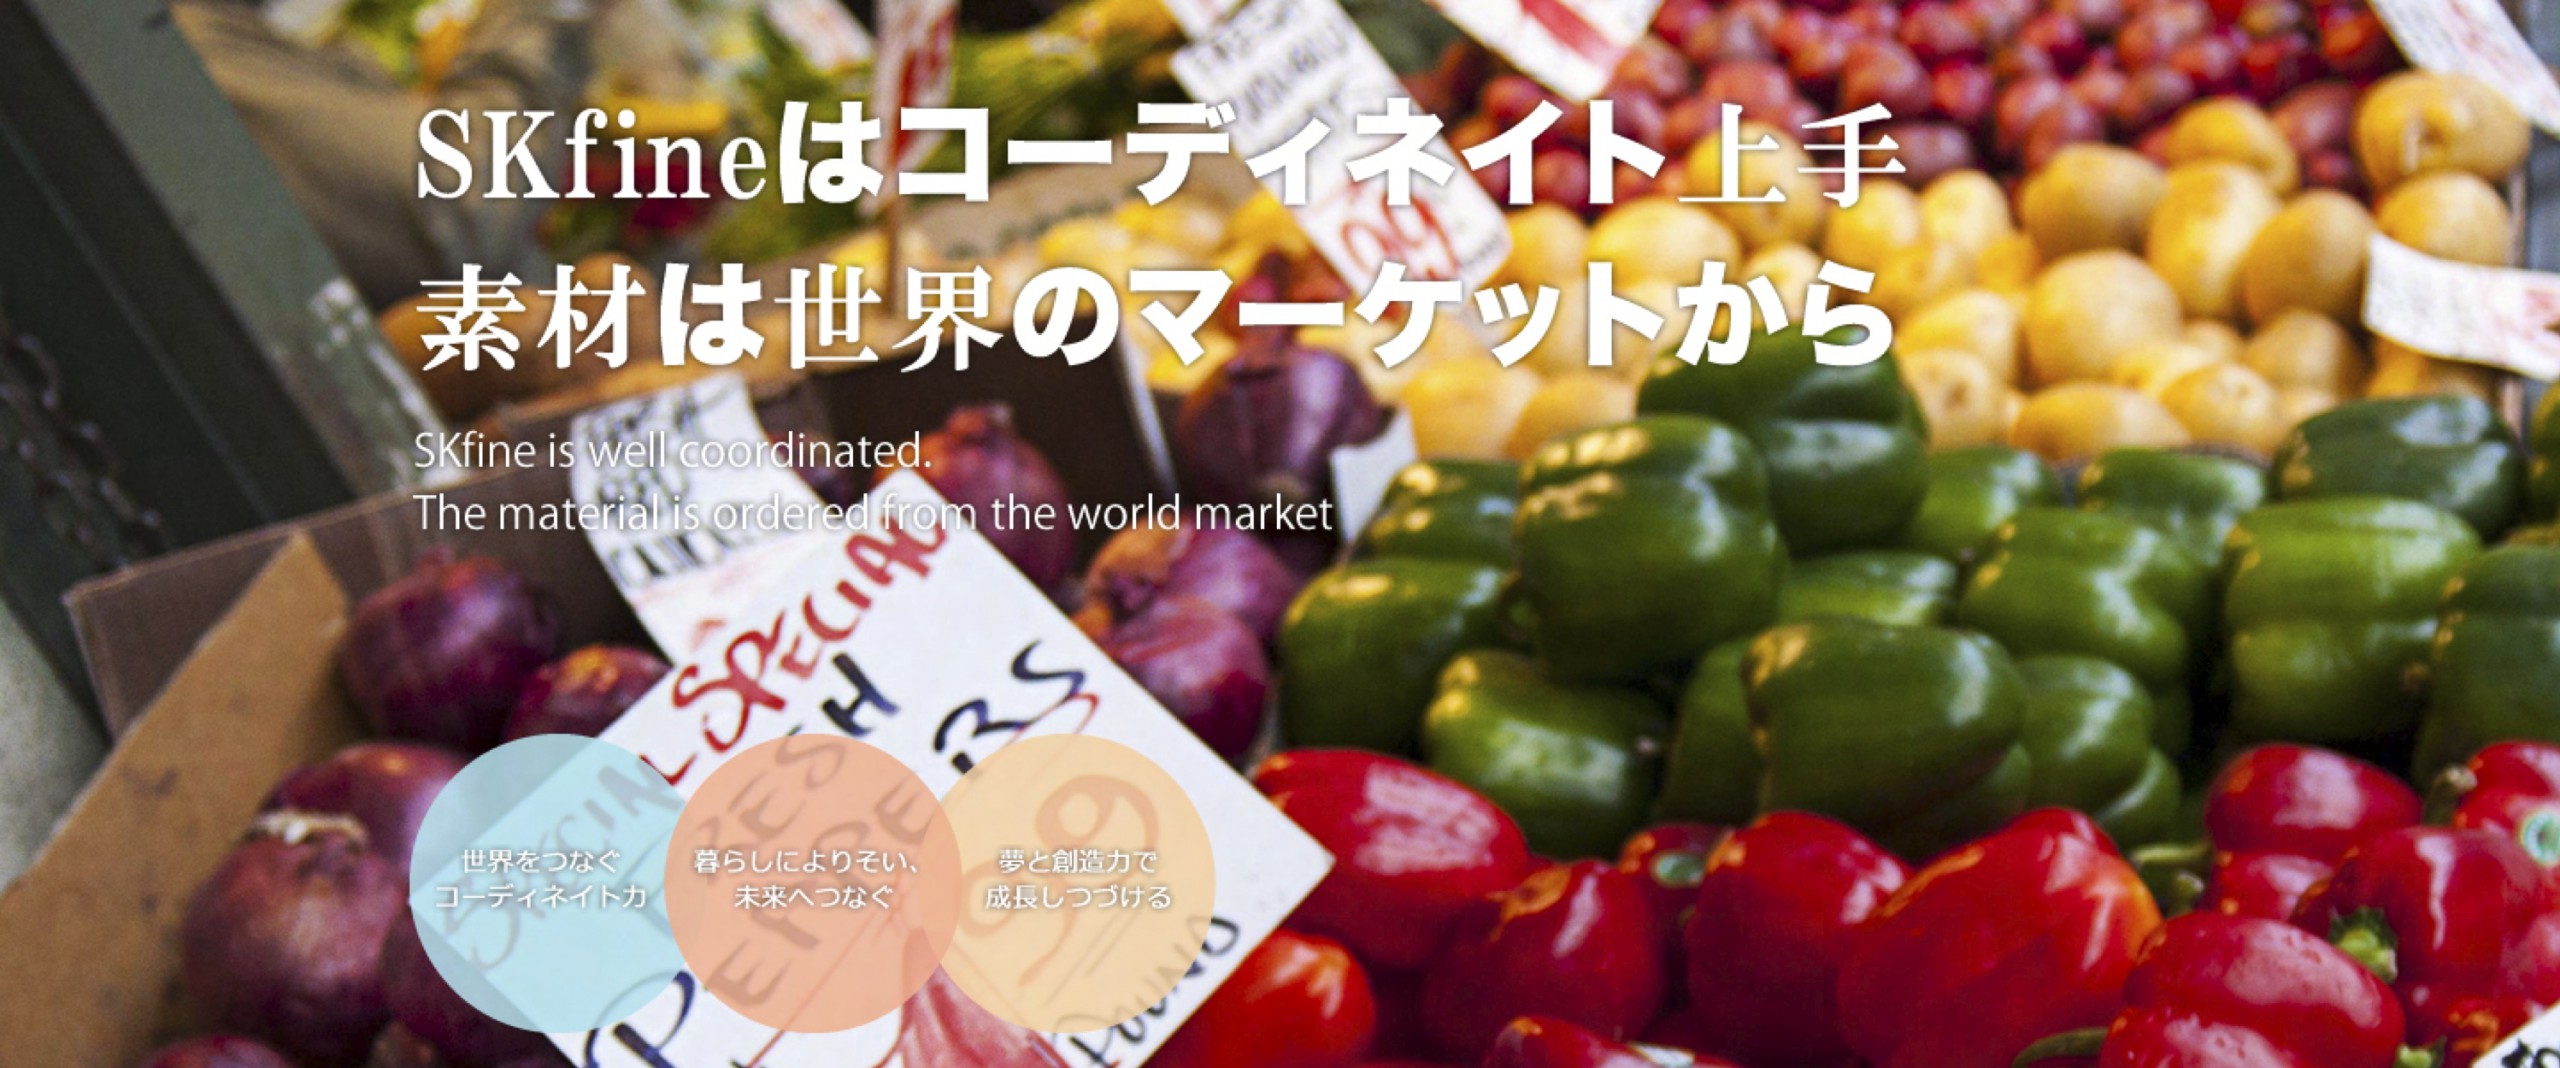 SKfineはコーディネイト上手
素材は世界のマーケットから
SKfine is well coordinated.
The material is ordered from the world market
SPECIAL
99
世界をつなぐ
コーディネイト力
暮らしによりそい、
未来へつなぐ
夢と創造力で
成長しつづける
POUND